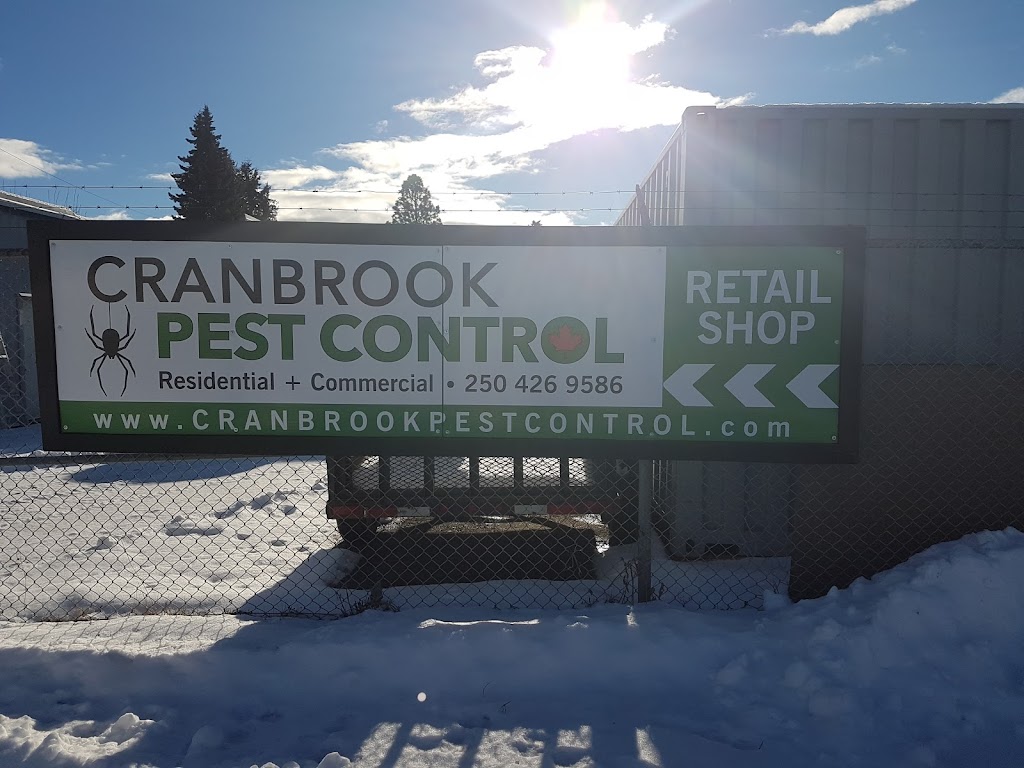 CRANBROOK
PEST CONTROL
Residential + Commercial • 250 426 9586
www.CRANBROOKPESTCONTROL.com
RETAIL
SHOP